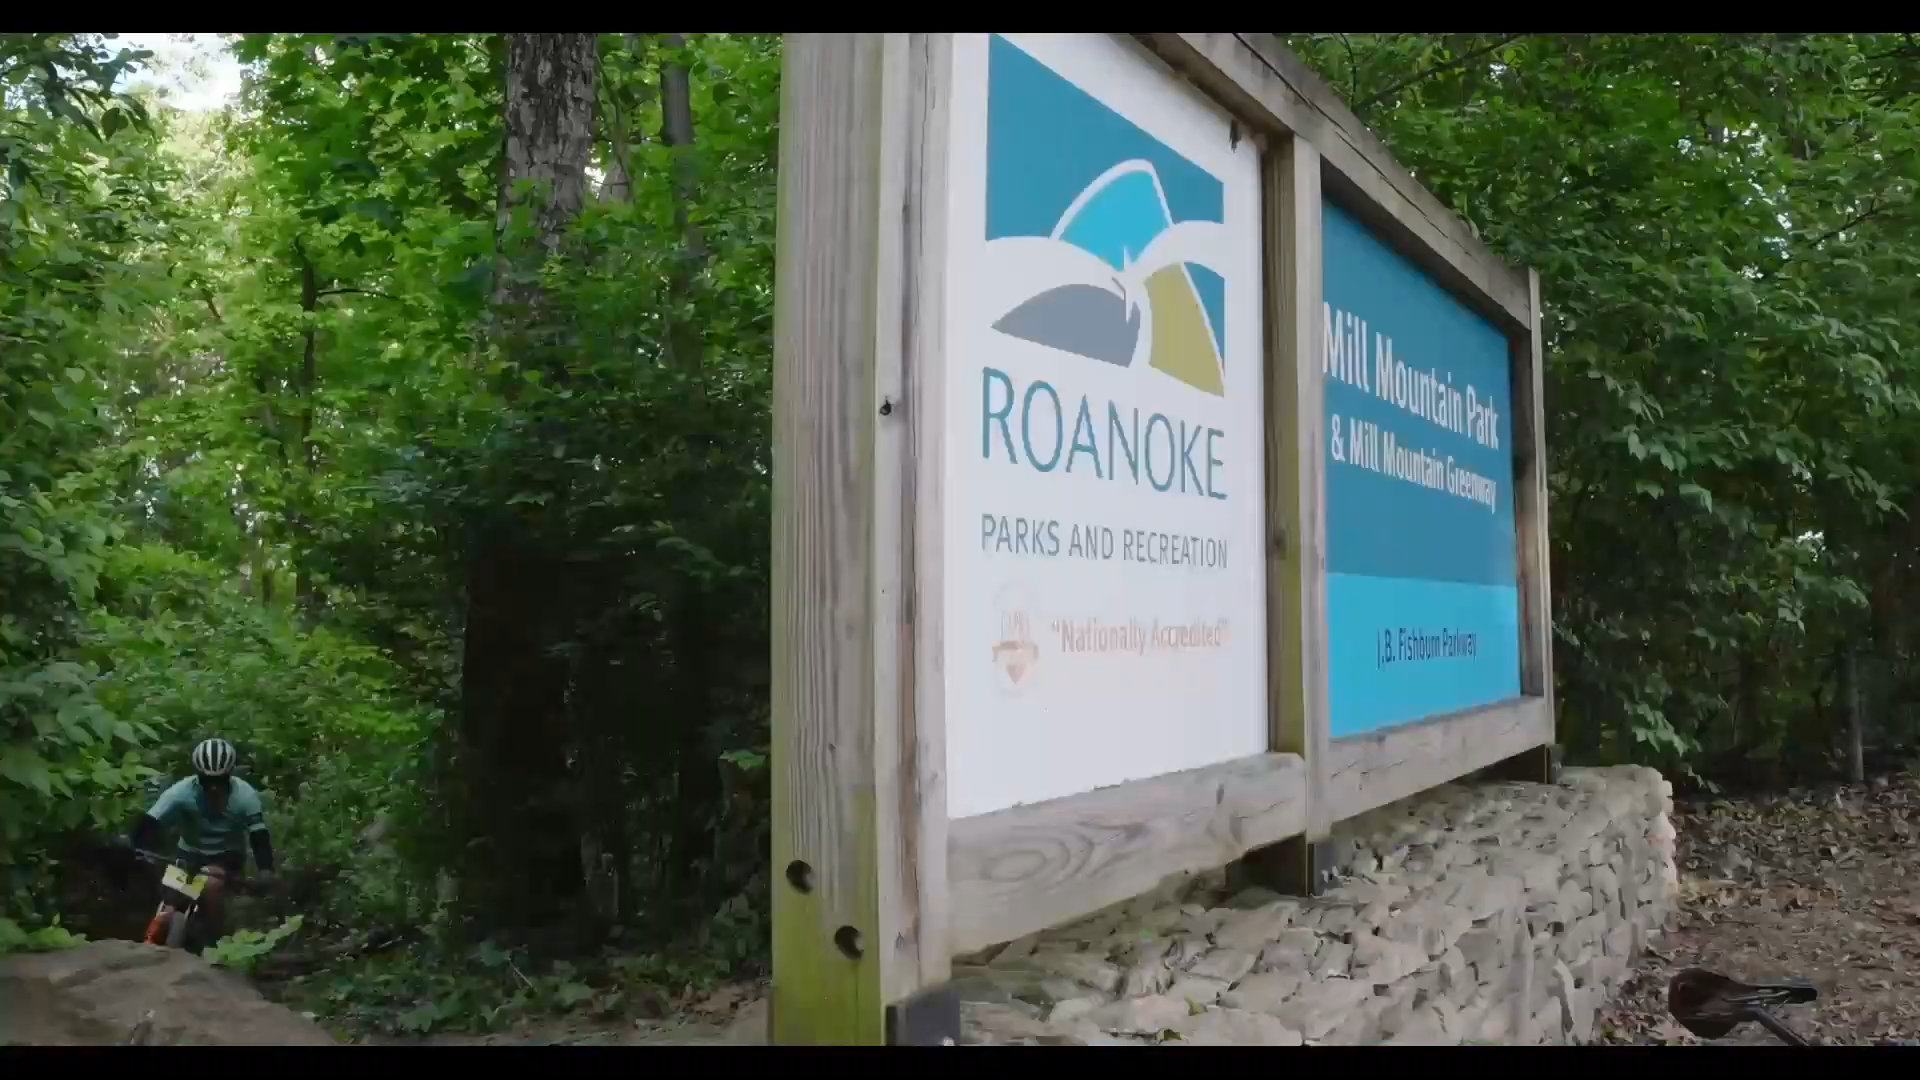 ROANOKE
PARKS AND RECREATION
"Nationally Accredited"
Mill Mountain Park
& Mill Mountain Greenway
J.B. Fishburn Parkway